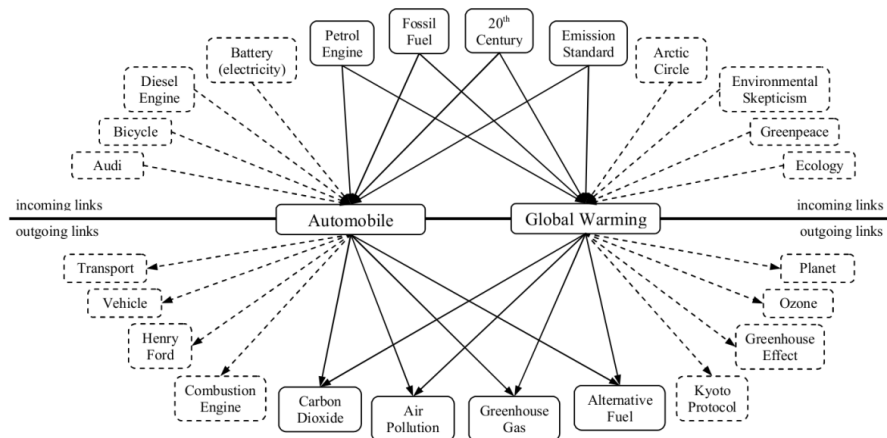 Battery
(electricity)
Petrol
Engine
Fossil
Fuel
20th
Century
Emission
Standard
Arctic
Circle
Diesel
Engine
Environmental
Skepticism
Bicycle
Greenpeace
Audi
Ecology
incoming links
incoming links
Automobile
Global Warming
outgoing links
outgoing links
Transport
Planet
Vehicle
Ozone
Henry
Ford
Greenhouse
Effect
Combustion
Engine
Carbon
Dioxide
Air
Pollution
Greenhouse
Gas
Alternative
Fuel
Kyoto
Protocol